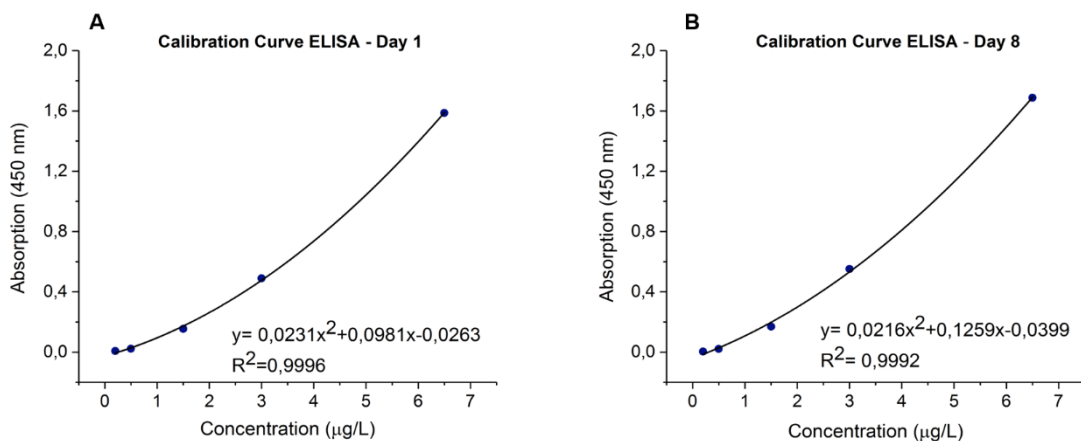 A
Calibration Curve ELISA - Day 1
2,0
1,6
1,2
0,8
0,4
0,0
Absorption (450 nm)
y= 0,0231x²+0,0981x-0,0263
R²=0,9996
0 1 2 3 4 5 6 7
Concentration (µg/L)
B
Calibration Curve ELISA - Day 8
2,0
1,6
1,2
0,8
0,4
0,0
Absorption (450 nm)
y= 0,0216x²+0,1259x-0,0399
R²= 0,9992
0 1 2 3 4 5 6 7
Concentration (µg/L)